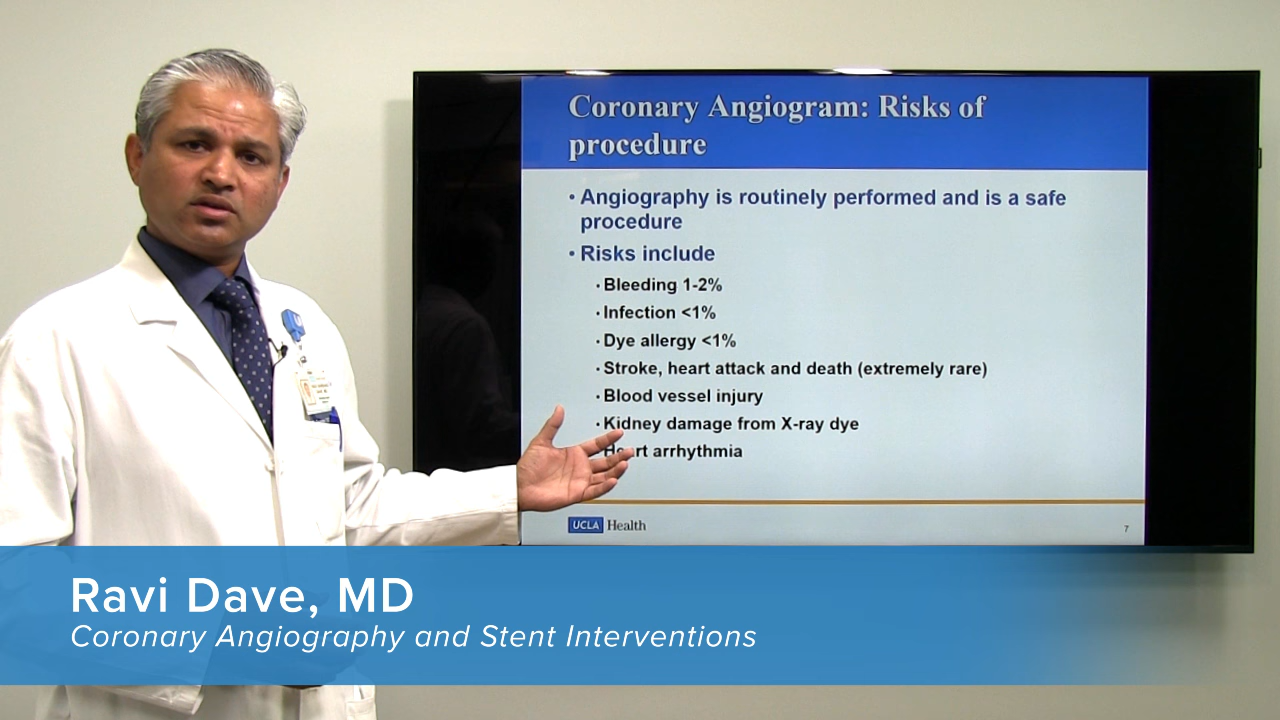 Coronary Angiogram: Risks of
procedure
• Angiography is routinely performed and is a safe
procedure
• Risks include
• Bleeding 1-2%
• Infection <1%
• Dye allergy <1%
• Stroke, heart attack and death (extremely rare)
• Blood vessel injury
• Kidney damage from X-ray dye
Heart arrhythmia
UCLA Health
7
Ravi Dave, MD
Coronary Angiography and Stent Interventions